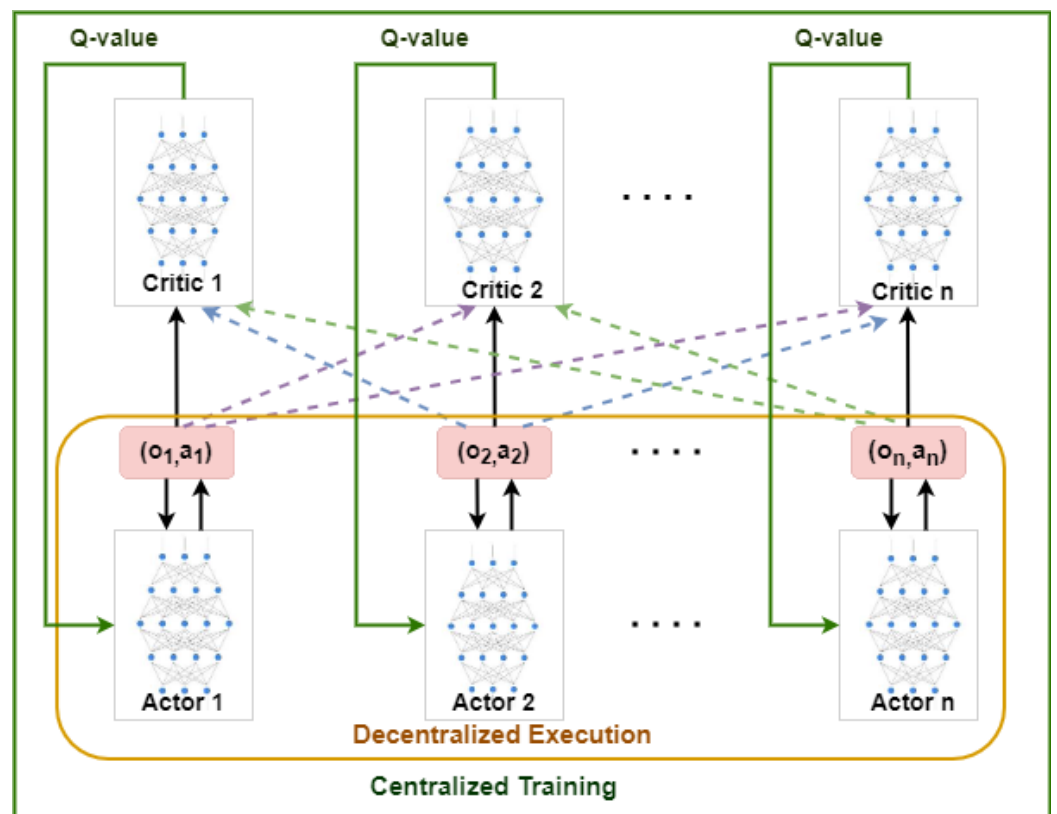 Q-value Q-value Q-value
Critic 1 Critic 2 Critic n
. . . .
(o₁,a₁) (o₂,a₂) . . . . (oₙ,aₙ)
. . . .
Actor 1 Actor 2 Actor n
Decentralized Execution
Centralized Training